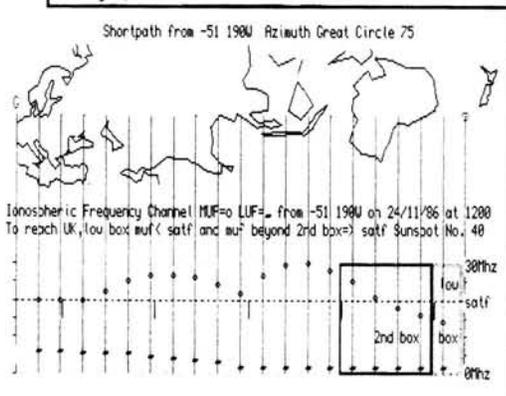 Shortpath from -51 190W Azimuth Great Circle 75
G
Ionospheric Frequency Channel MUF=o LUF=_ from -51 190W on 24/11/86 at 1200
To reach UK,low box muf< satf and muf beyond 2nd box=> satf Sunspot No. 40
30Mhz
low
satf
2nd box
box
0Mhz